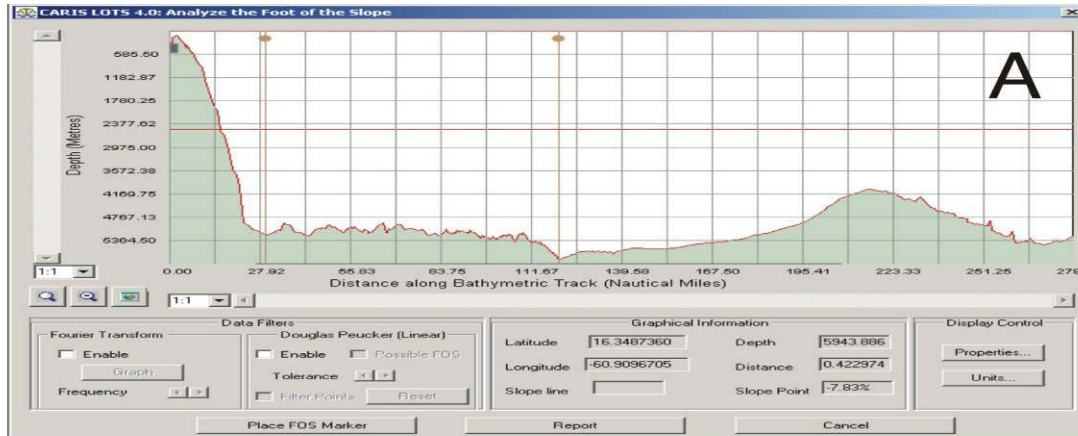 CARIS LOTS 4.0: Analyze the Foot of the Slope
A
Depth (Metres)
585.50
1182.87
1780.25
2377.62
2975.00
3572.38
4169.75
4767.13
5364.50
1:1
0.00 27.92 55.83 83.75 111.67 139.58 167.50 195.41 223.33 251.25 279
Distance along Bathymetric Track (Nautical Miles)
1:1
Data Filters
Fourier Transform
Enable
Graph
Frequency
Douglas Peucker (Linear)
Enable Possible FOS
Tolerance
Filter Points Reset
Graphical Information
Latitude 16.3487360 Depth 5943.886
Longitude -60.9096705 Distance 0.422974
Slope line Slope Point -7.83%
Display Control
Properties...
Units...
Place FOS Marker Report Cancel